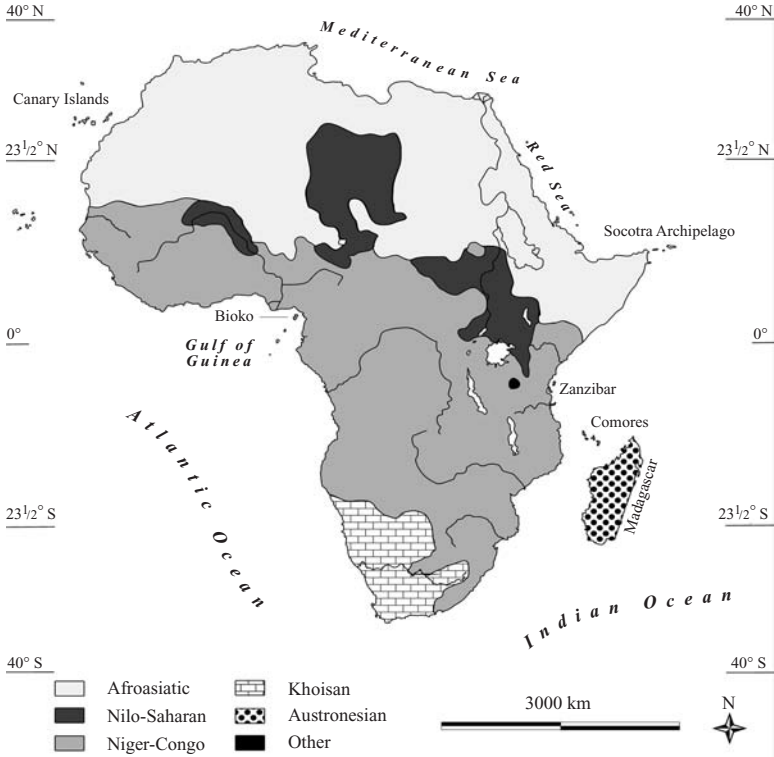 40° N
40° N
Mediterranean Sea
Canary Islands
23 1/2° N
23 1/2° N
Red Sea
Socotra Archipelago
Bioko
0°
0°
Gulf of
Guinea
Zanzibar
Comores
Atlantic Ocean
Madagascar
23 1/2° S
23 1/2° S
Indian Ocean
40° S
40° S
Afroasiatic
Nilo-Saharan
Niger-Congo
Khoisan
Austronesian
Other
3000 km
N